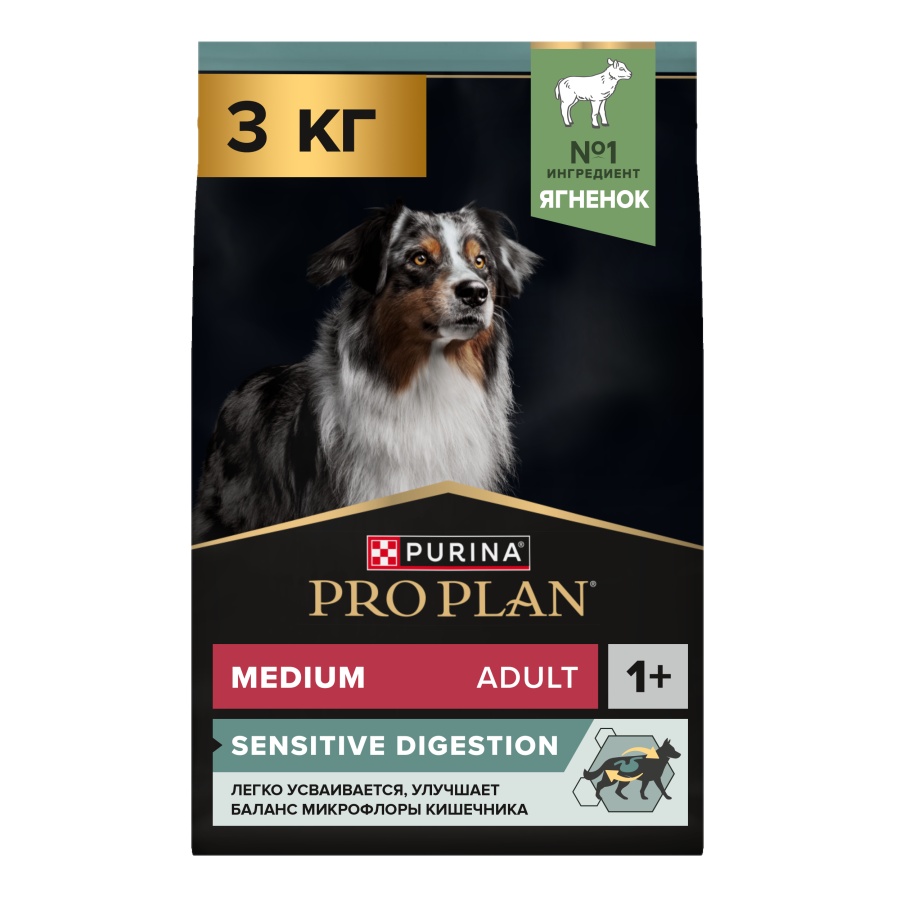 3 кг
№1
ИНГРЕДИЕНТ
ЯГНЕНОК
PURINA®
PRO PLAN®
MEDIUM ADULT 1+
SENSITIVE DIGESTION
ЛЕГКО УСВАИВАЕТСЯ, УЛУЧШАЕТ
БАЛАНС МИКРОФЛОРЫ КИШЕЧНИКА